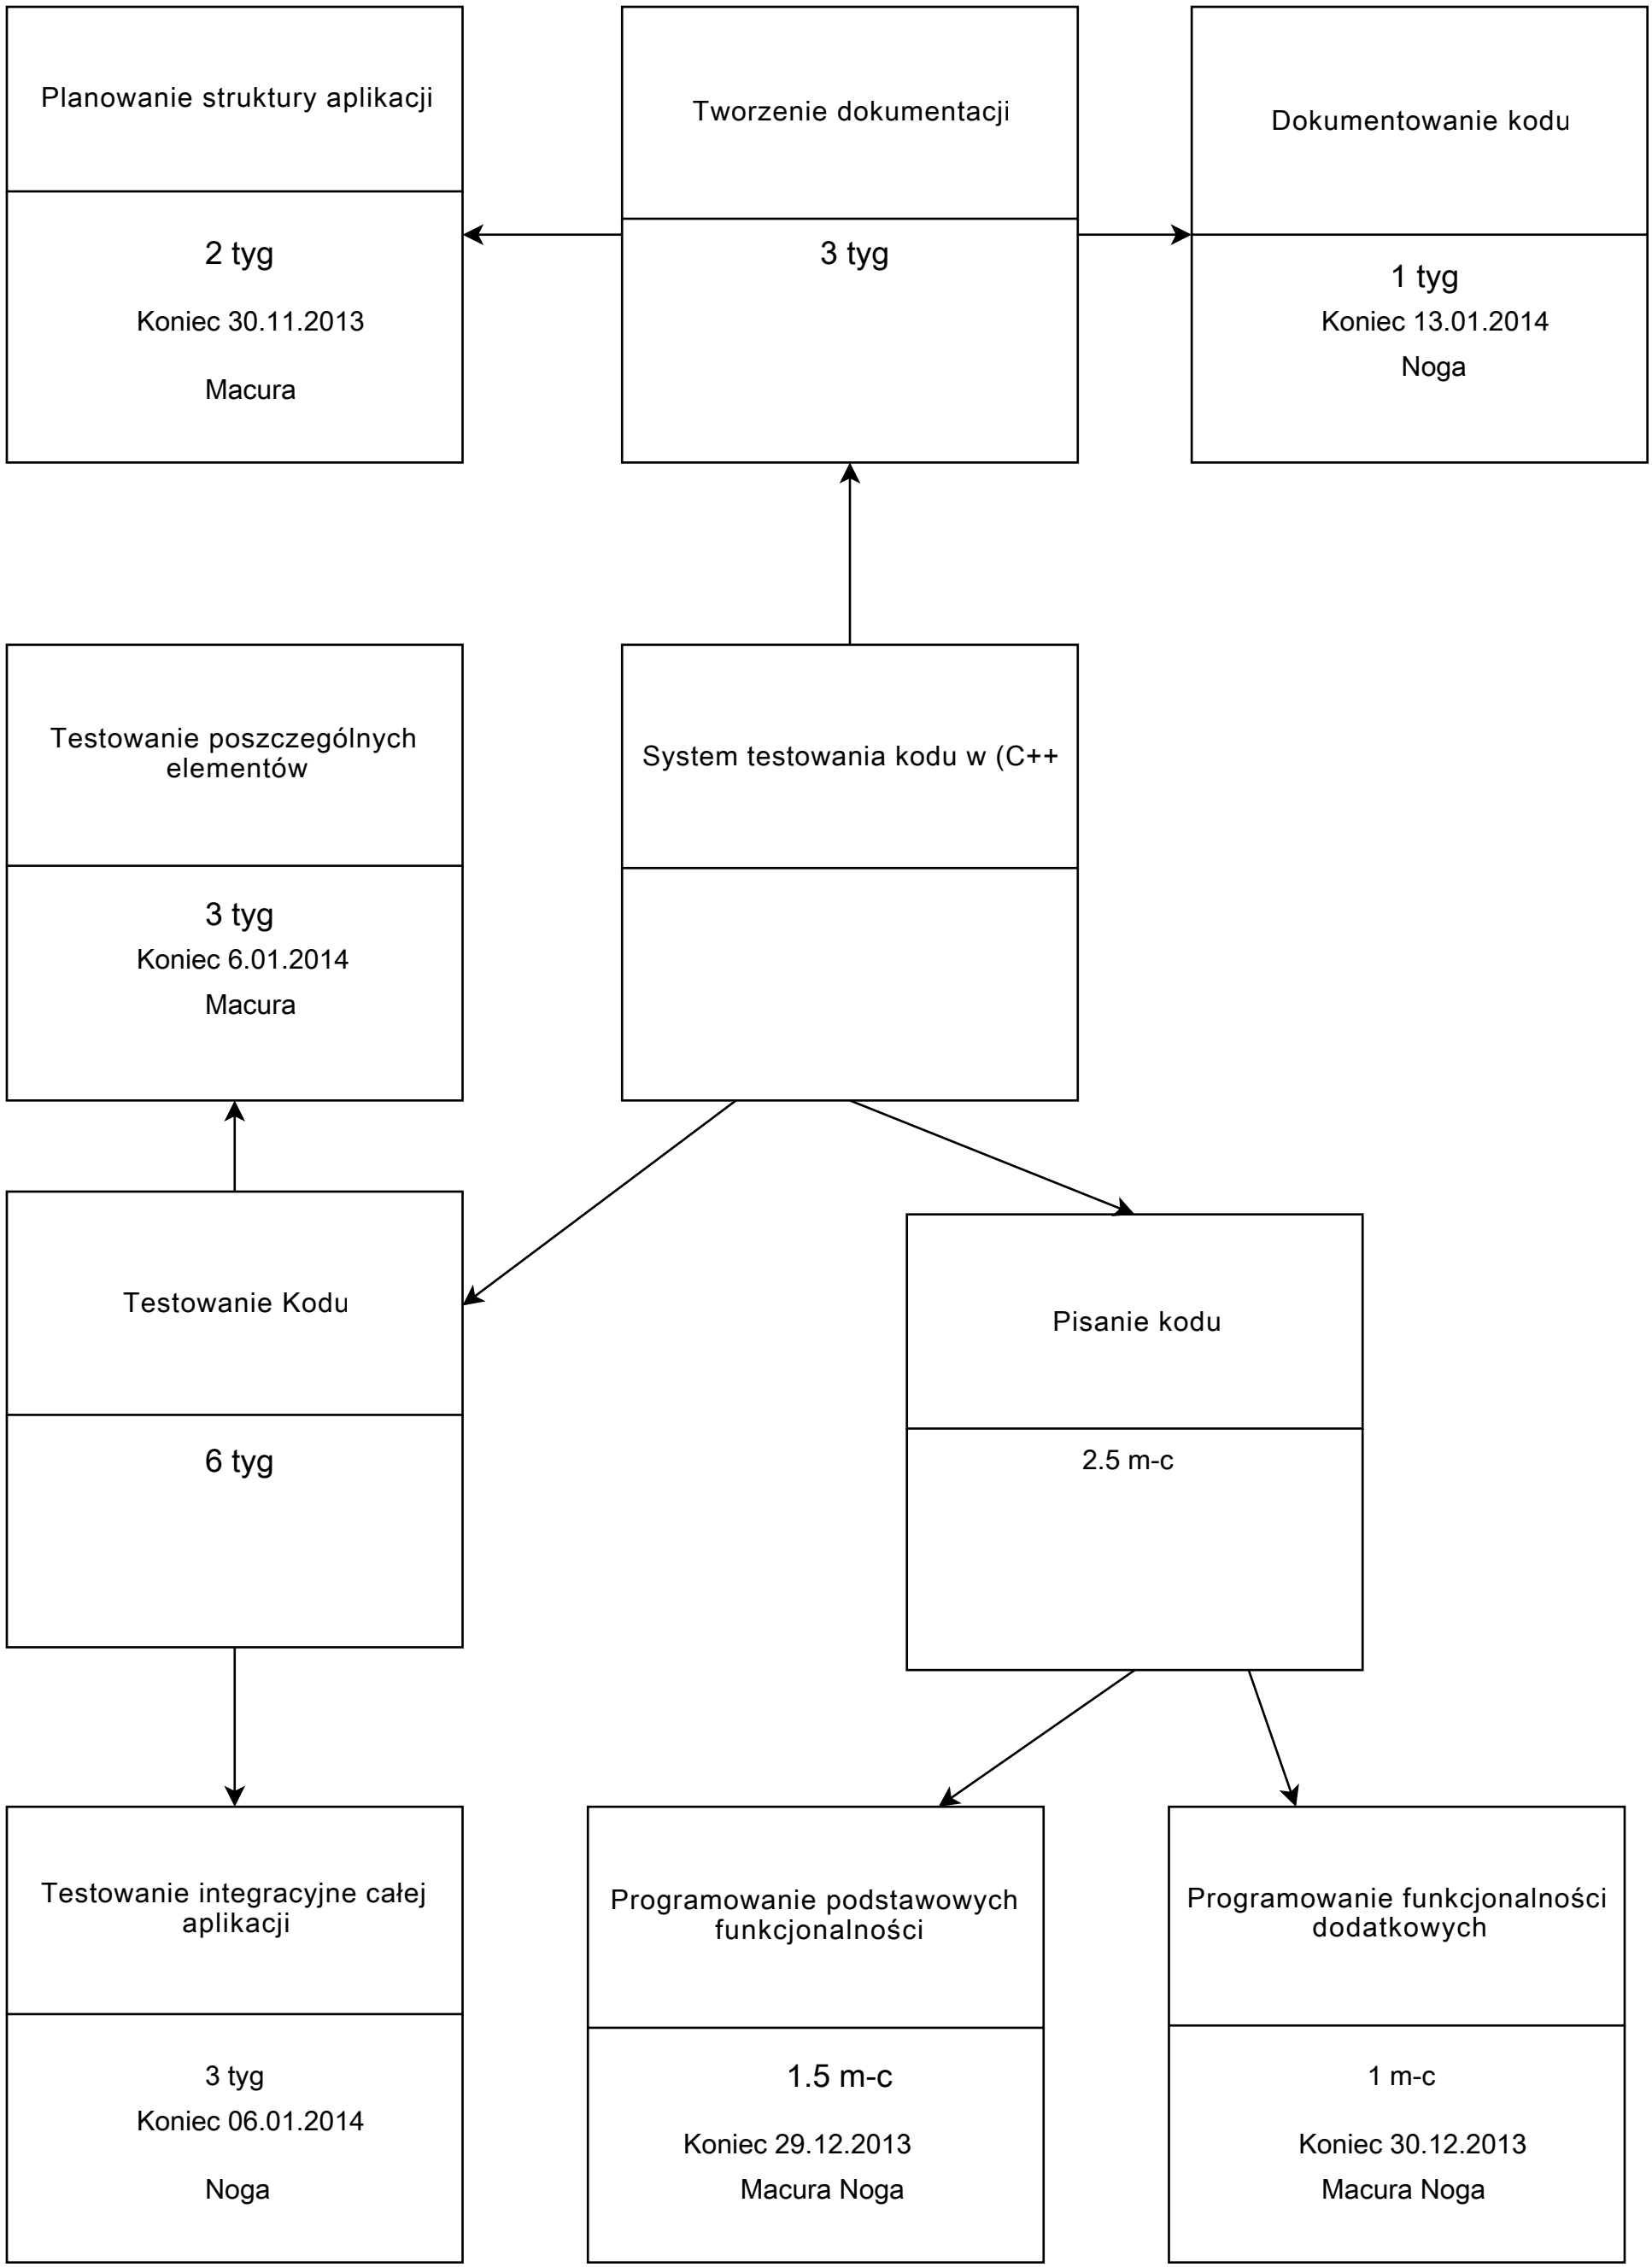 Planowanie struktury aplikacji
2 tyg
Koniec 30.11.2013
Macura
Tworzenie dokumentacji
3 tyg
Dokumentowanie kodu
1 tyg
Koniec 13.01.2014
Noga
Testowanie poszczególnych
elementów
3 tyg
Koniec 6.01.2014
Macura
System testowania kodu w (C++
Testowanie Kodu
6 tyg
Pisanie kodu
2.5 m-c
Testowanie integracyjne całej
aplikacji
3 tyg
Koniec 06.01.2014
Noga
Programowanie podstawowych
funkcjonalności
1.5 m-c
Koniec 29.12.2013
Macura Noga
Programowanie funkcjonalności
dodatkowych
1 m-c
Koniec 30.12.2013
Macura Noga